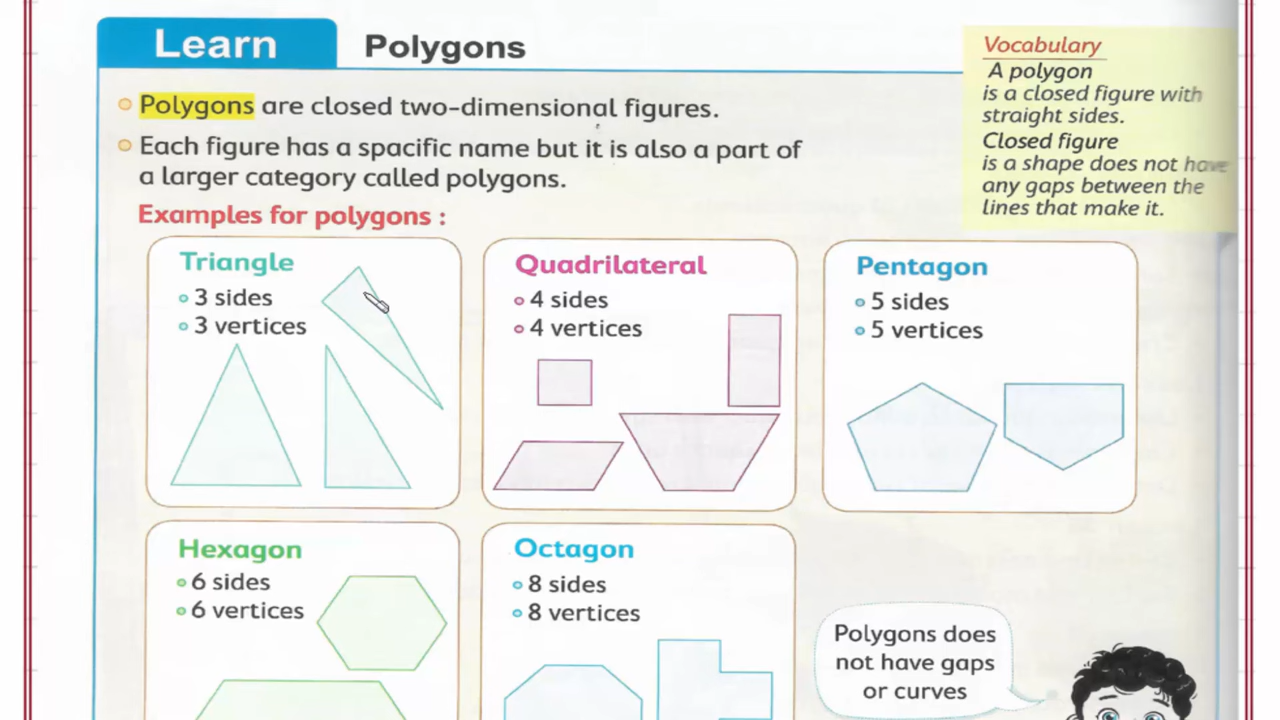 Learn
Polygons
Polygons are closed two-dimensional figures.
Each figure has a spacific name but it is also a part of
a larger category called polygons.
Vocabulary
A polygon
is a closed figure with
straight sides.
Closed figure
is a shape does not have
any gaps between the
lines that make it.
Examples for polygons :
Triangle
3 sides
3 vertices
Quadrilateral
4 sides
4 vertices
Pentagon
5 sides
5 vertices
Hexagon
6 sides
6 vertices
Octagon
8 sides
8 vertices
Polygons does
not have gaps
or curves